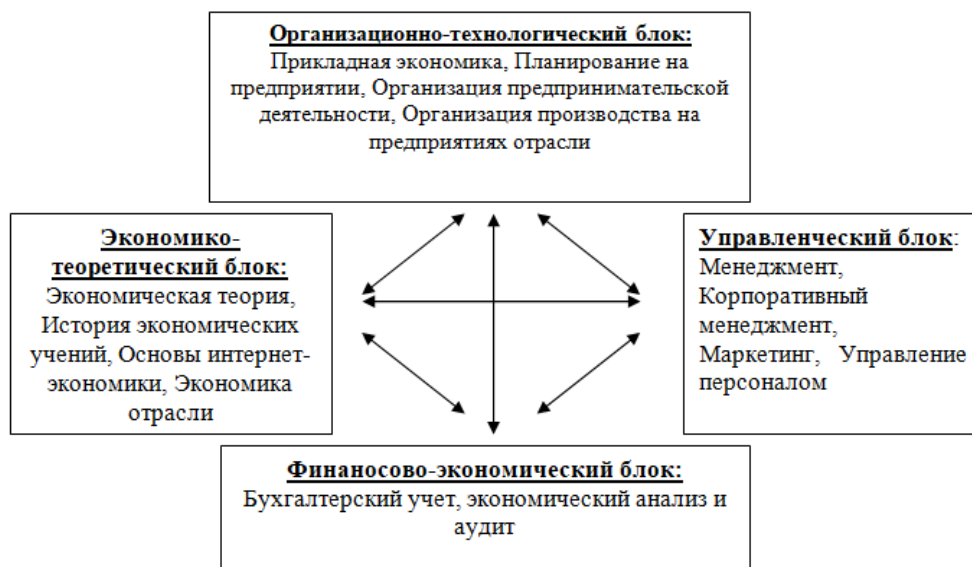 Организационно-технологический блок:
Прикладная экономика, Планирование на
предприятии, Организация предпринимательской
деятельности, Организация производства на
предприятиях отрасли
Экономико-
теоретический блок:
Экономическая теория,
История экономических
учений, Основы интернет-
экономики, Экономика
отрасли
Управленческий блок:
Менеджмент,
Корпоративный
менеджмент,
Маркетинг, Управление
персоналом
Финаносово-экономический блок:
Бухгалтерский учет, экономический анализ и
аудит